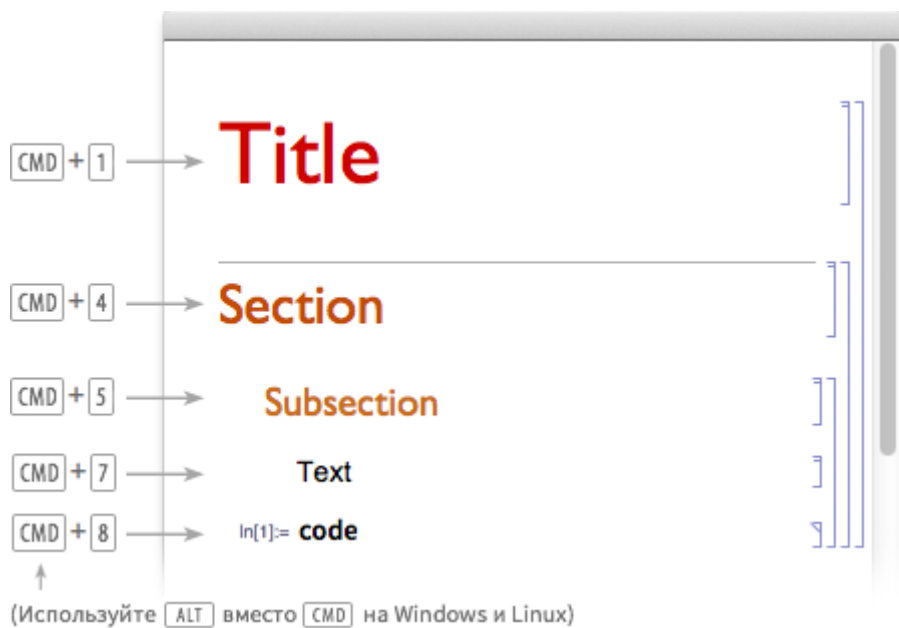 CMD + 1 Title
CMD + 4 Section
CMD + 5 Subsection
CMD + 7 Text
CMD + 8 In[1]:= code
(Используйте ALT вместо CMD на Windows и Linux)